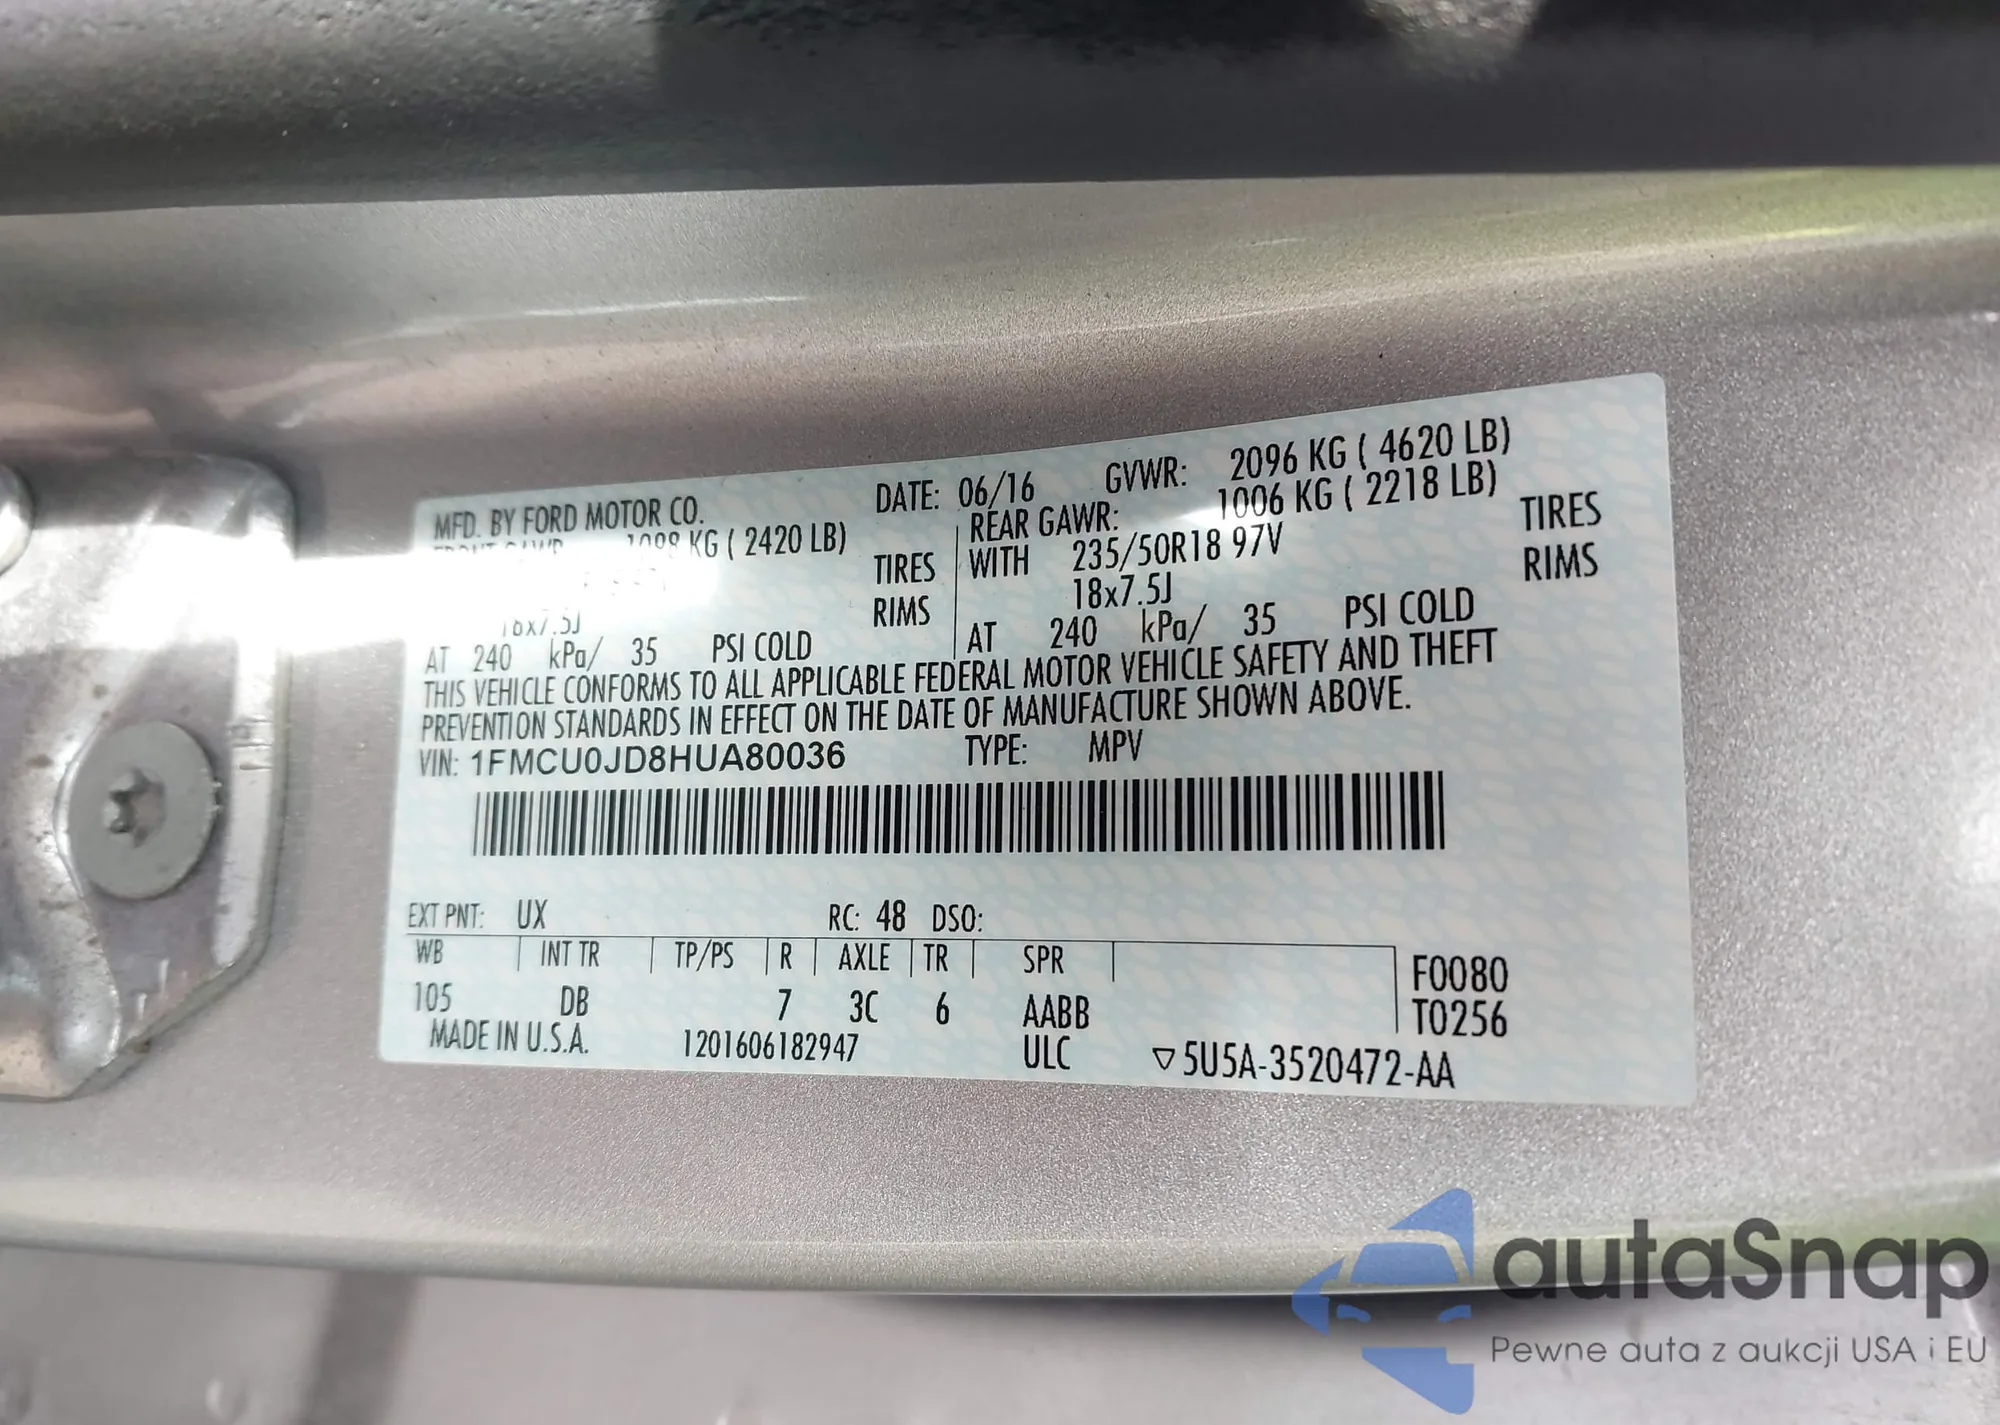 MFD. BY FORD MOTOR CO. DATE: 06/16 GVWR: 2096 KG ( 4620 LB)
FRONT GAWR 1098 KG ( 2420 LB) REAR GAWR: 1006 KG ( 2218 LB)
TIRES WITH 235/50R18 97V TIRES
18x7.5J RIMS 18x7.5J RIMS
AT 240 kPa/ 35 PSI COLD AT 240 kPa/ 35 PSI COLD
THIS VEHICLE CONFORMS TO ALL APPLICABLE FEDERAL MOTOR VEHICLE SAFETY AND THEFT
PREVENTION STANDARDS IN EFFECT ON THE DATE OF MANUFACTURE SHOWN ABOVE.
VIN: 1FMCU0JD8HUA80036 TYPE: MPV
EXT PNT: UX RC: 48 DSO:
WB INT TR TP/PS R AXLE TR SPR
105 DB 7 3C 6 AABB
F0080
T0256
MADE IN U.S.A. 1201606182947 ULC ▽5U5A-3520472-AA
autaSnap
Pewne auta z aukcji USA i EU